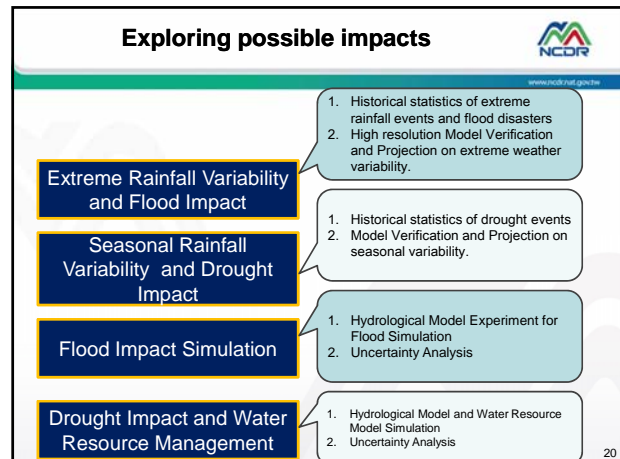 Exploring possible impacts
NCDR
www.ncdr.nat.gov.tw
Extreme Rainfall Variability
and Flood Impact
1. Historical statistics of extreme
rainfall events and flood disasters
2. High resolution Model Verification
and Projection on extreme weather
variability.
Seasonal Rainfall
Variability and Drought
Impact
1. Historical statistics of drought events
2. Model Verification and Projection on
seasonal variability.
Flood Impact Simulation
1. Hydrological Model Experiment for
Flood Simulation
2. Uncertainty Analysis
Drought Impact and Water
Resource Management
1. Hydrological Model and Water Resource
Model Simulation
2. Uncertainty Analysis
20